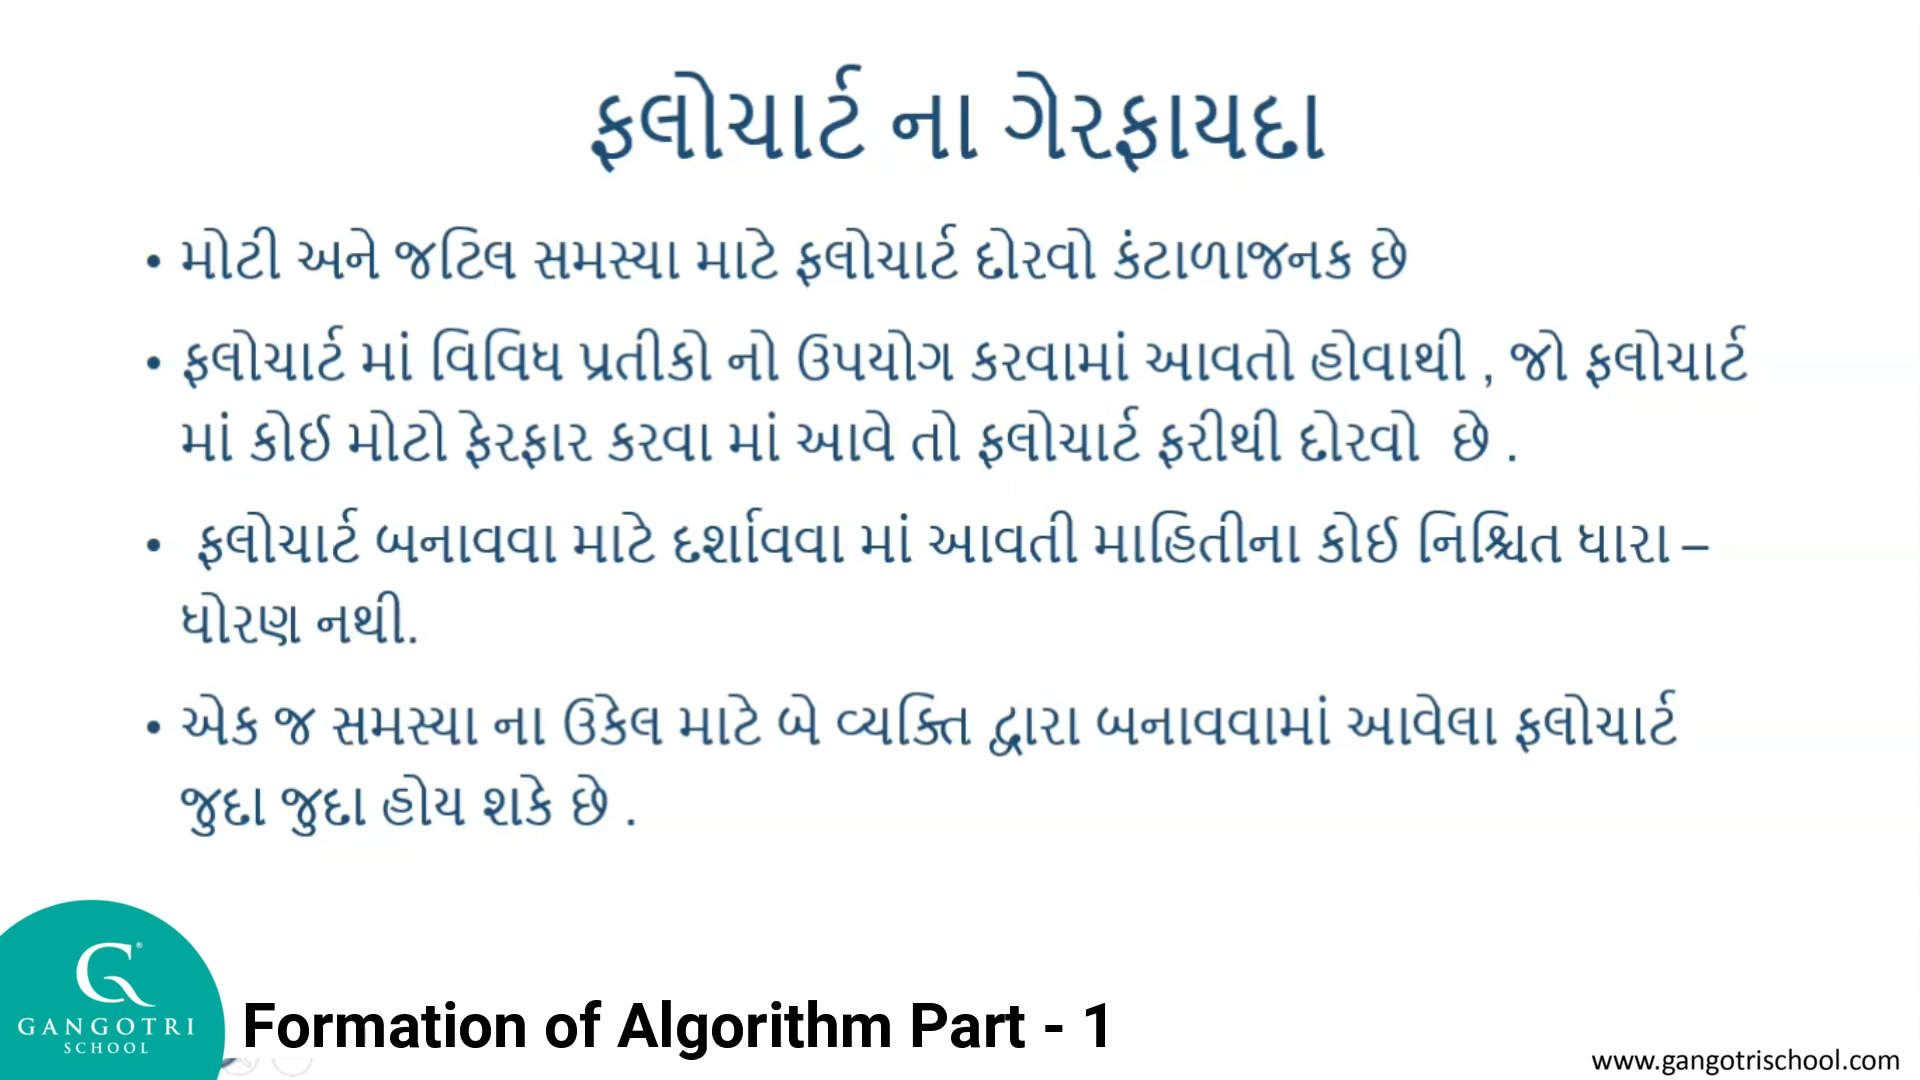 ફલોચાર્ટ ના ગેરફાયદા
• મોટી અને જટિલ સમસ્યા માટે ફલોચાર્ટ દોરવો કંટાળાજનક છે
• ફલોચાર્ટ માં વિવિધ પ્રતીકો નો ઉપયોગ કરવામાં આવતો હોવાથી , જો ફલોચાર્ટ
માં કોઈ મોટો ફેરફાર કરવા માં આવે તો ફલોચાર્ટ ફરીથી દોરવો છે .
• ફલોચાર્ટ બનાવવા માટે દર્શાવવા માં આવતી માહિતીના કોઈ નિશ્ચિત ધારા –
ધોરણ નથી.
• એક જ સમસ્યા ના ઉકેલ માટે બે વ્યક્તિ દ્વારા બનાવવામાં આવેલા ફલોચાર્ટ
જુદા જુદા હોય શકે છે .
GANGOTRI
SCHOOL
Formation of Algorithm Part - 1
www.gangotrischool.com